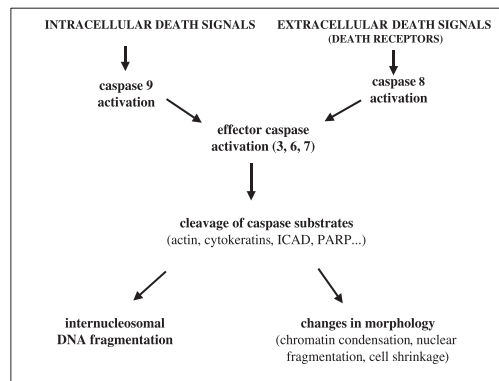 INTRACELLULAR DEATH SIGNALS
EXTRACELLULAR DEATH SIGNALS
(DEATH RECEPTORS)
caspase 9
activation
caspase 8
activation
effector caspase
activation (3, 6, 7)
cleavage of caspase substrates
(actin, cytokeratins, ICAD, PARP...)
internucleosomal
DNA fragmentation
changes in morphology
(chromatin condensation, nuclear
fragmentation, cell shrinkage)